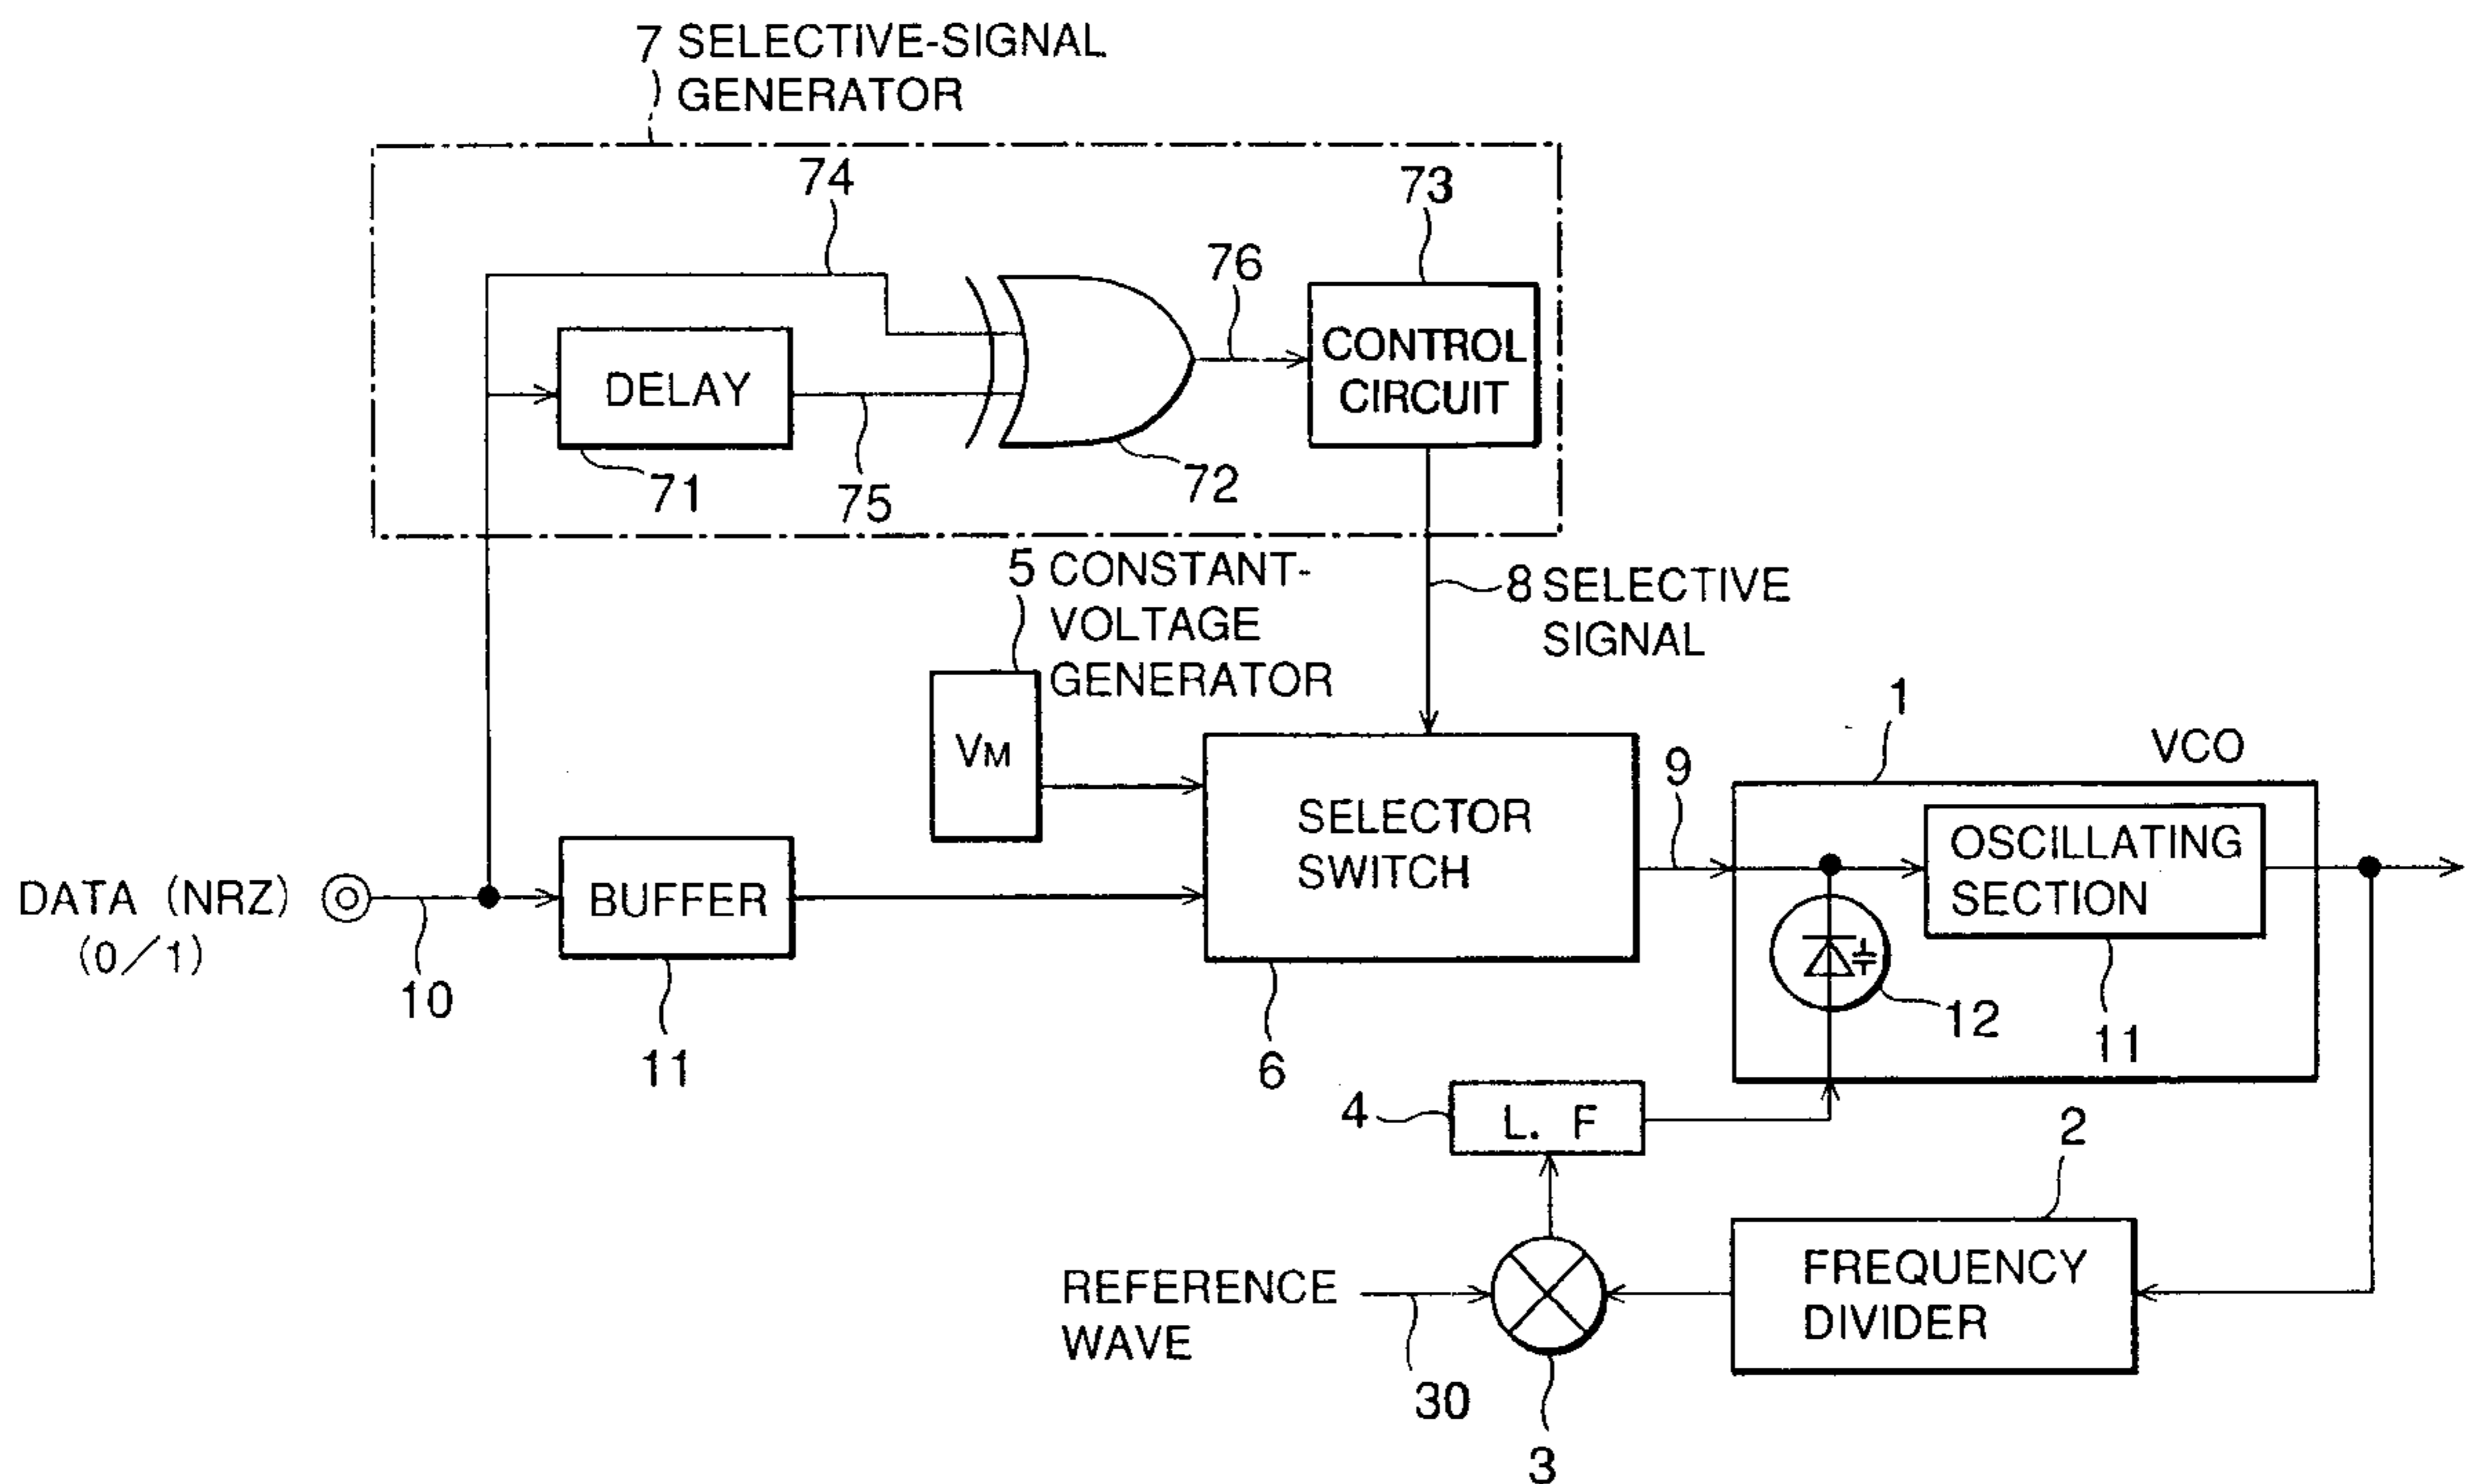 7 SELECTIVE-SIGNAL
GENERATOR
74
73
76
DELAY
CONTROL
CIRCUIT
71
75
72
5 CONSTANT-
VOLTAGE
GENERATOR
8 SELECTIVE
SIGNAL
VM
1
VCO
9
SELECTOR
SWITCH
OSCILLATING
SECTION
DATA (NRZ)
(0/1)
BUFFER
10
11
6
12
11
4
L. F
2
REFERENCE
WAVE
FREQUENCY
DIVIDER
30
3